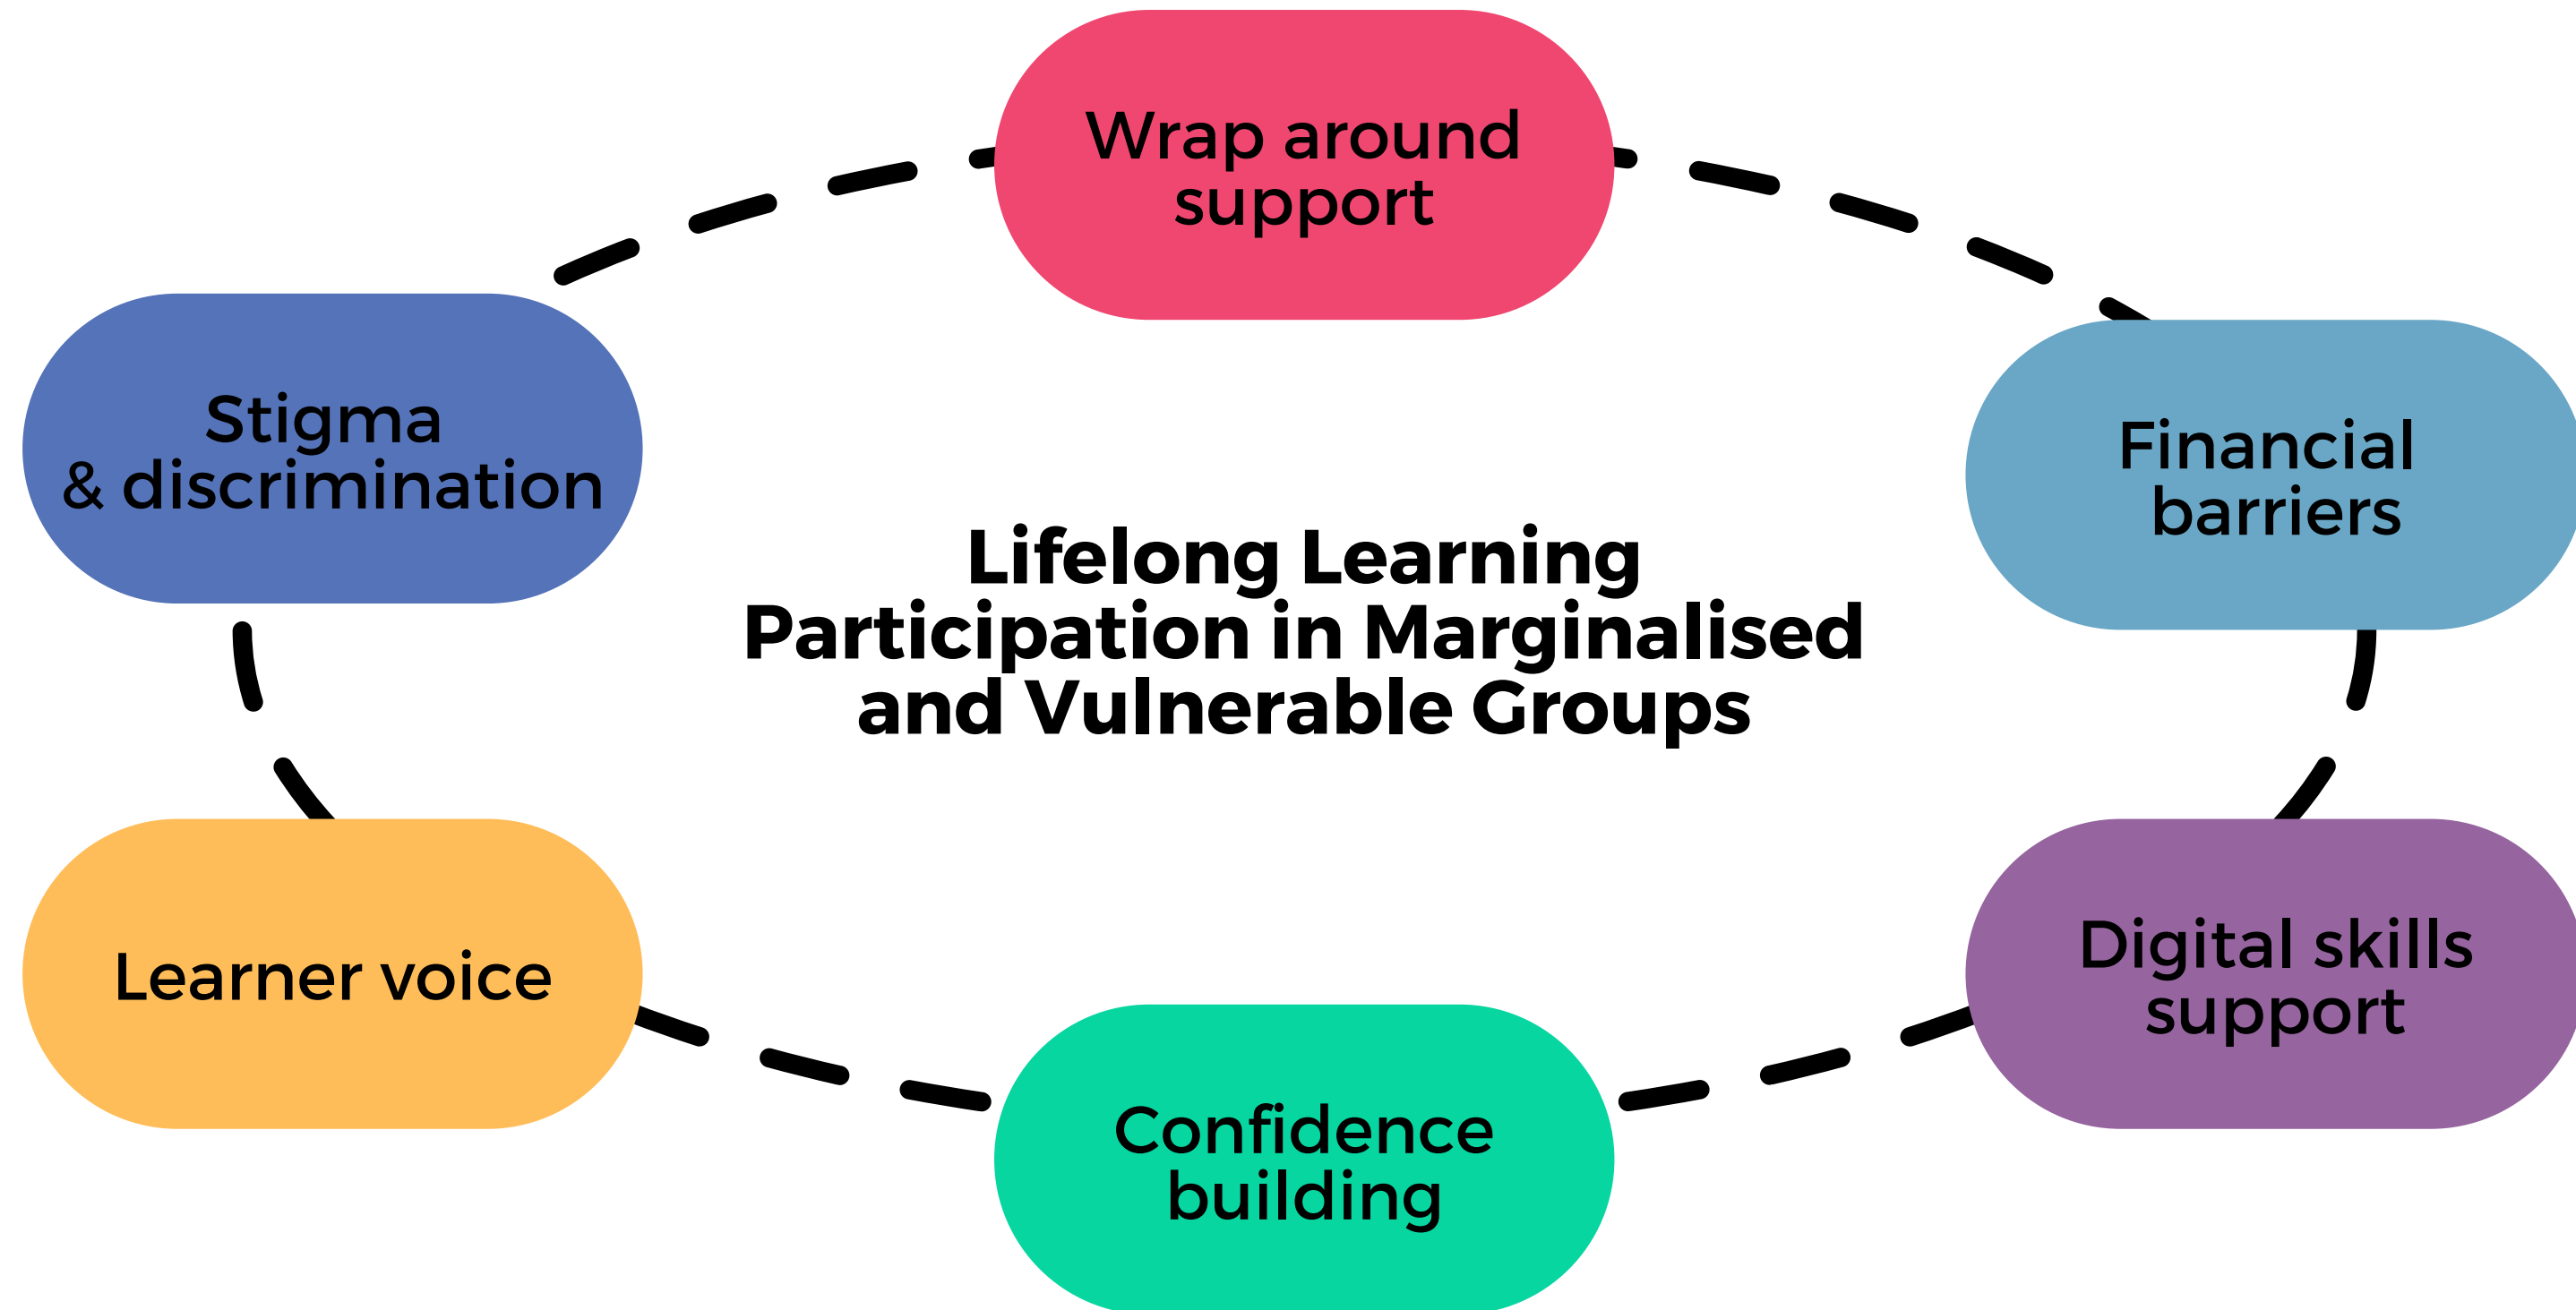 Wrap around
support
Stigma
& discrimination
Financial
barriers
Lifelong Learning
Participation in Marginalised
and Vulnerable Groups
Learner voice
Digital skills
support
Confidence
building